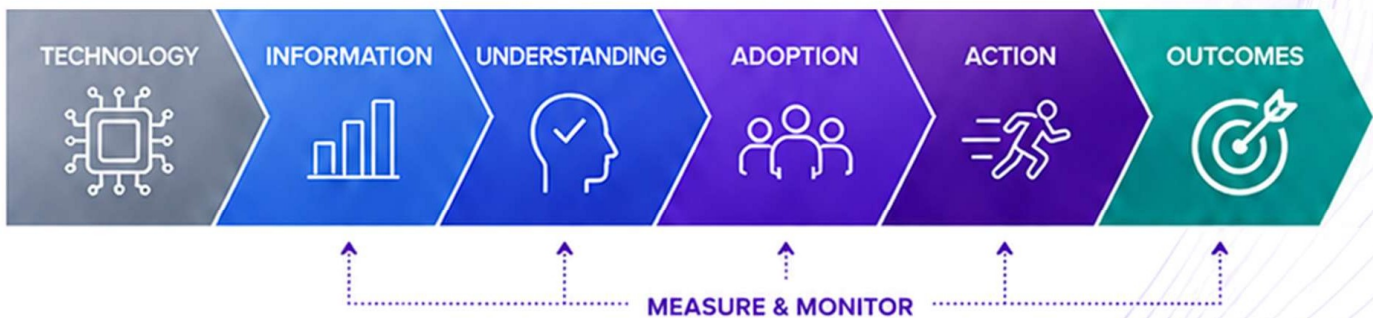 TECHNOLOGY
INFORMATION
UNDERSTANDING
ADOPTION
ACTION
OUTCOMES
MEASURE & MONITOR